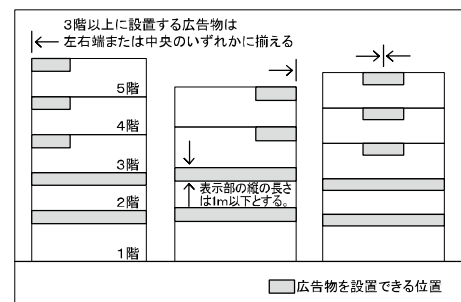 ３階以上に設置する広告物は
左右端または中央のいずれかに揃える
5階
4階
3階
2階
1階
表示部の縦の長さ
は1m以下とする。
広告物を設置できる位置